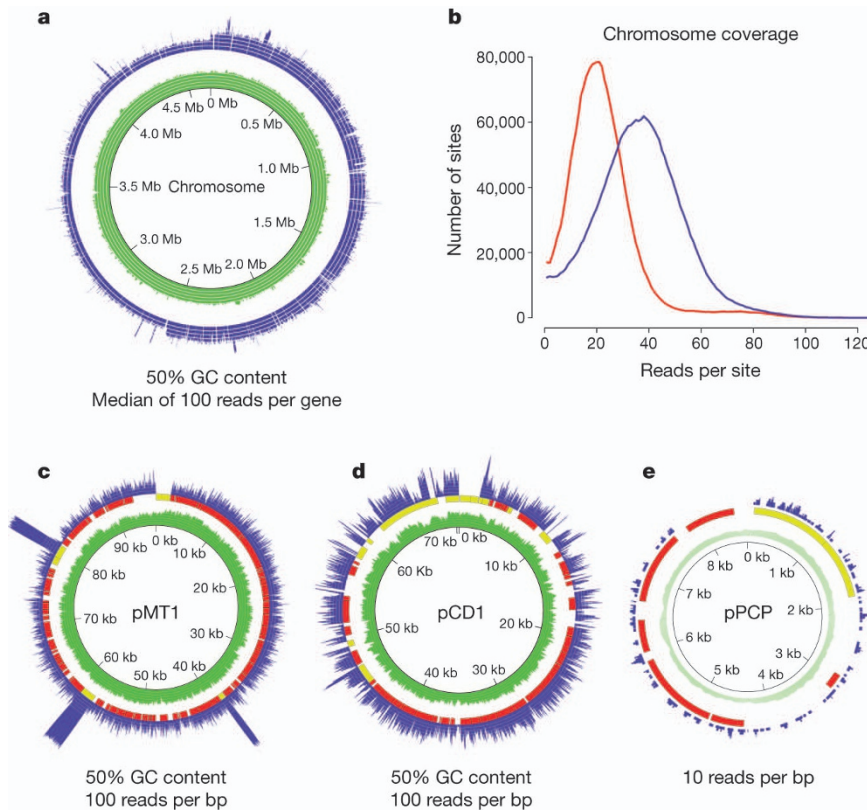 a
0 Mb
0.5 Mb
1.0 Mb
1.5 Mb
2.0 Mb
2.5 Mb
3.0 Mb
3.5 Mb
4.0 Mb
4.5 Mb
Chromosome
50% GC content
Median of 100 reads per gene
b
Chromosome coverage
Number of sites
80,000
60,000
40,000
20,000
0
0 20 40 60 80 100 120
Reads per site
c
0 kb
10 kb
20 kb
30 kb
40 kb
50 kb
60 kb
70 kb
80 kb
90 kb
pMT1
50% GC content
100 reads per bp
d
0 kb
10 kb
20 kb
30 kb
40 kb
50 kb
60 kb
70 kb
pCD1
50% GC content
100 reads per bp
e
0 kb
1 kb
2 kb
3 kb
4 kb
5 kb
6 kb
7 kb
8 kb
pPCP
10 reads per bp